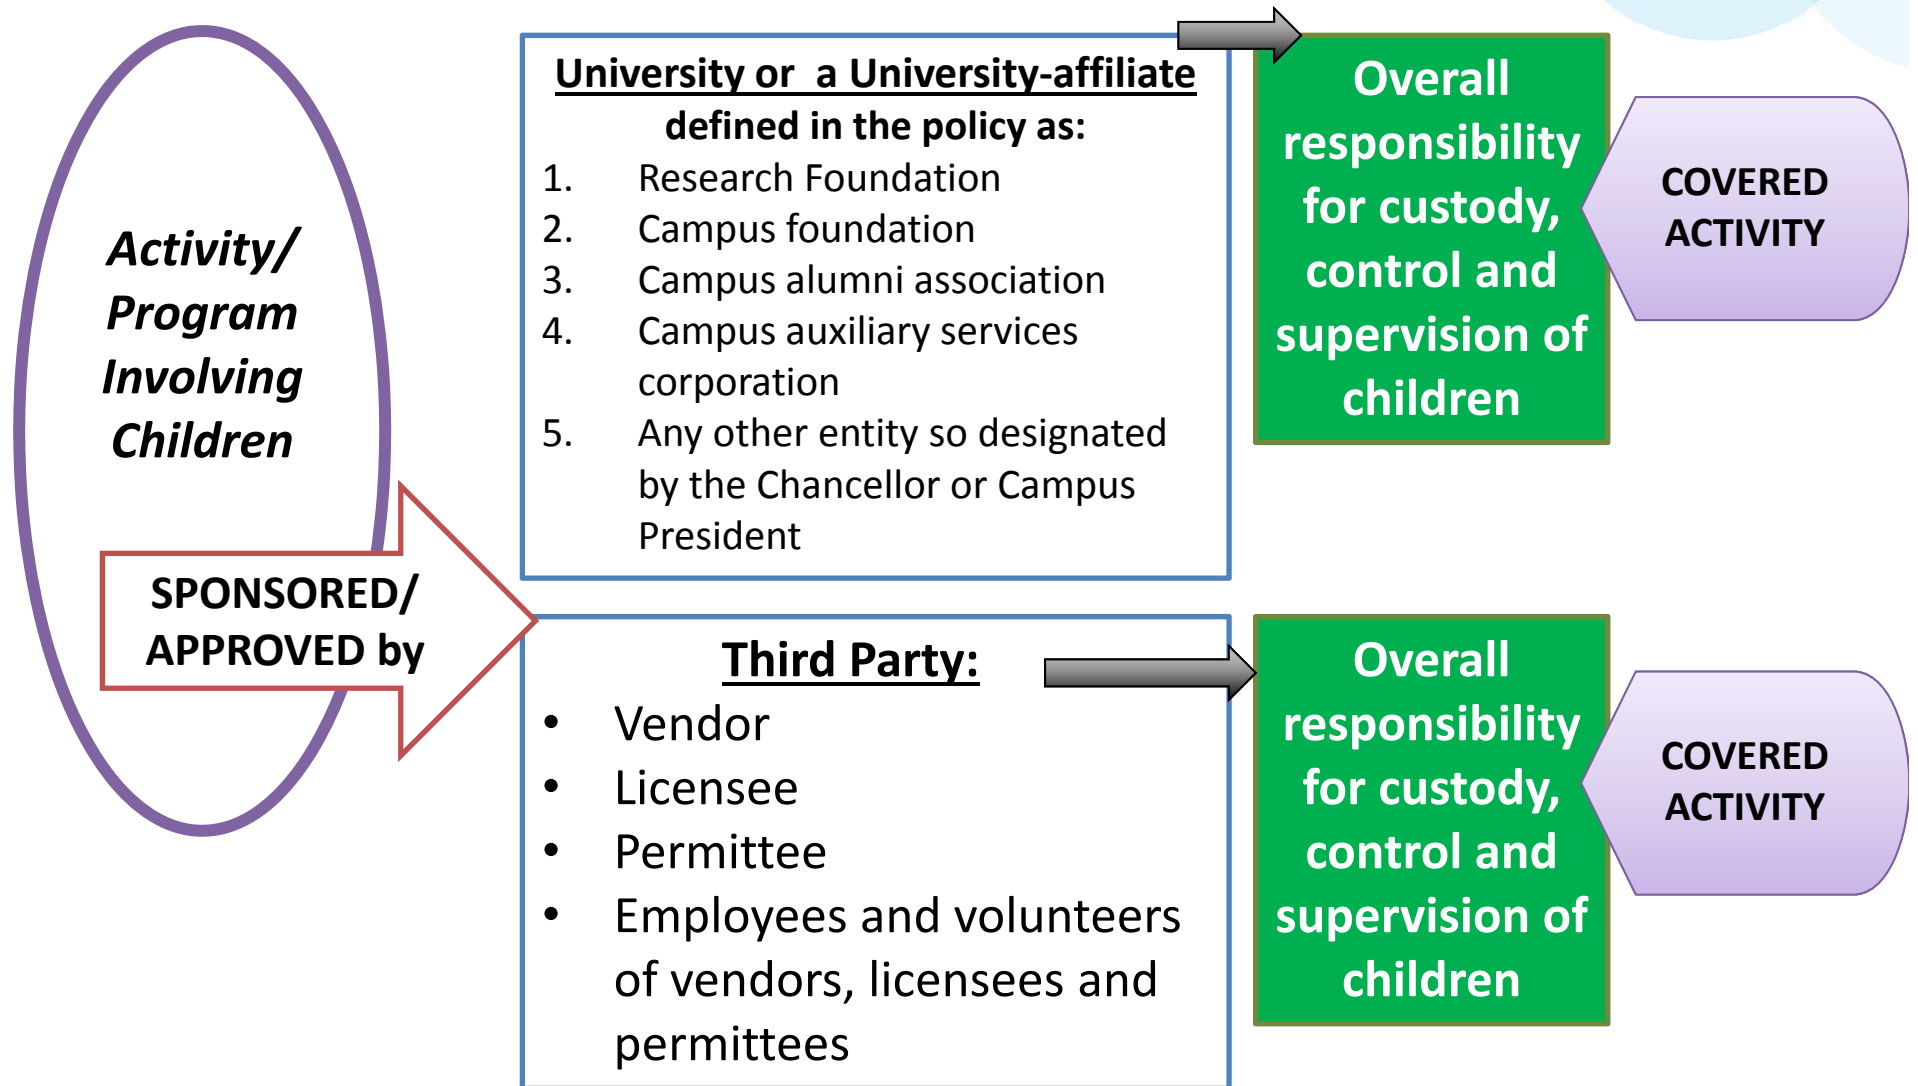 Activity/
Program
Involving
Children
SPONSORED/
APPROVED by
University or  a University-affiliate
defined in the policy as:
1. Research Foundation
2. Campus foundation
3. Campus alumni association
4. Campus auxiliary services
corporation
5. Any other entity so designated
by the Chancellor or Campus
President
Overall
responsibility
for custody,
control and
supervision of
children
COVERED
ACTIVITY
Third Party:
• Vendor
• Licensee
• Permittee
• Employees and volunteers
of vendors, licensees and
permittees
Overall
responsibility
for custody,
control and
supervision of
children
COVERED
ACTIVITY